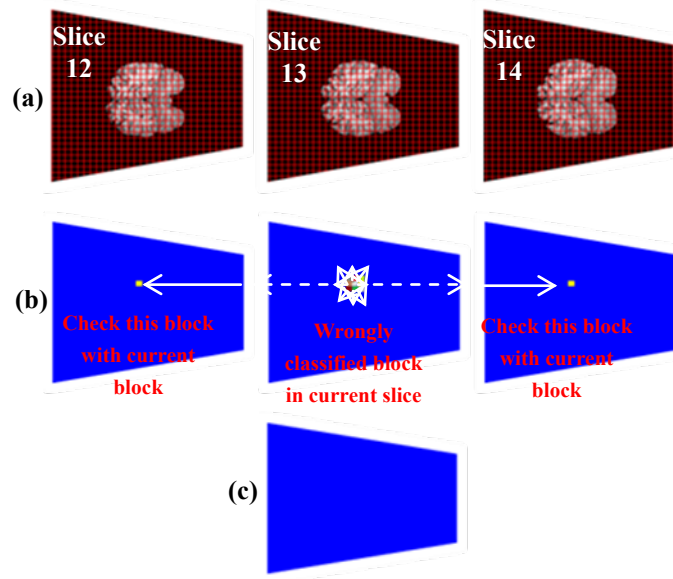 Slice
12
Slice
13
Slice
14
(a)
(b)
Check this block
with current
block
Wrongly
classified block
in current slice
Check this block
with current
block
(c)